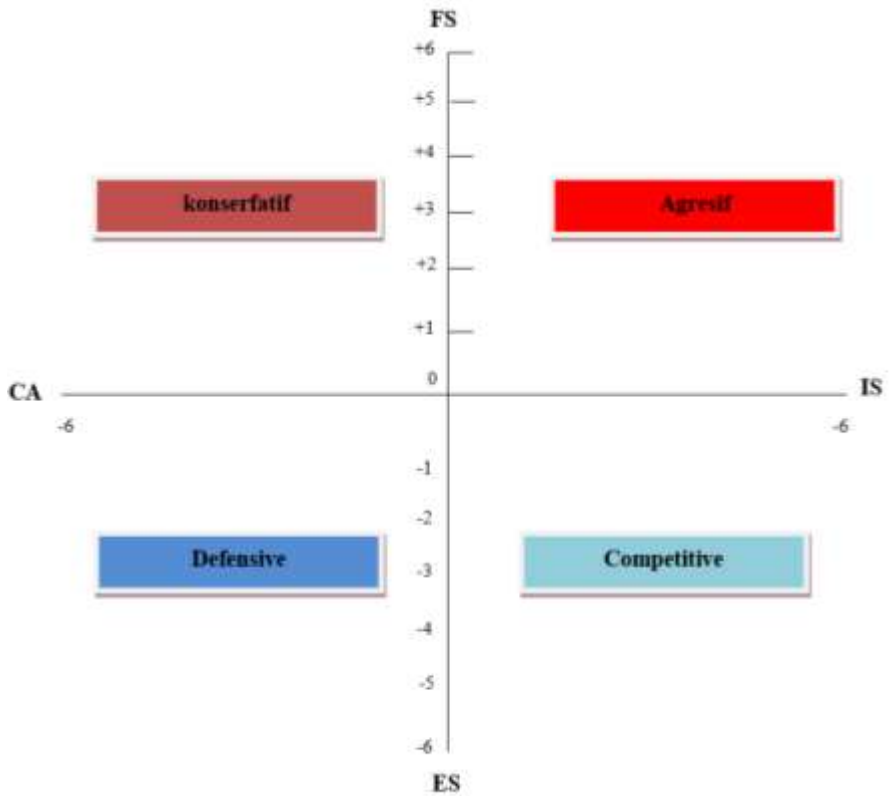 FS
+6
+5
+4
konserfatif Agresif
+3
+2
+1
0
CA IS
-6 -6
-1
-2
Defensive Competitive
-3
-4
-5
-6
ES